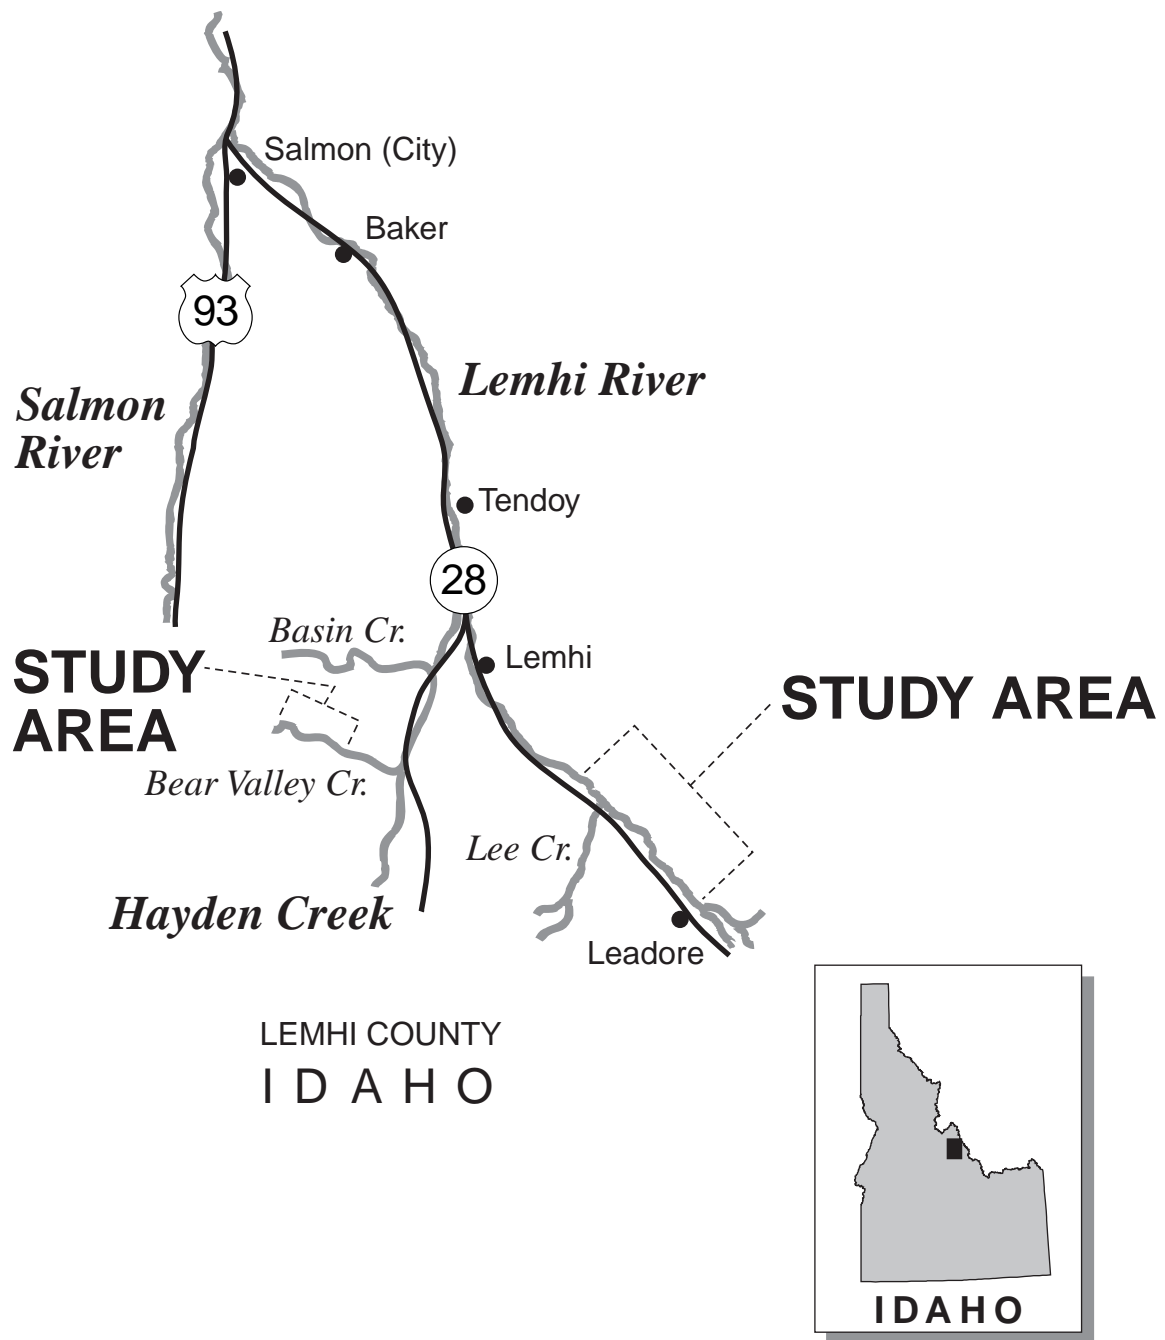 Salmon (City)
Baker
93
Lemhi River
Salmon
River
Tendoy
28
Basin Cr.
Lemhi
STUDY
AREA
STUDY AREA
Bear Valley Cr.
Lee Cr.
Hayden Creek
Leadore
LEMHI COUNTY
IDAHO
IDAHO